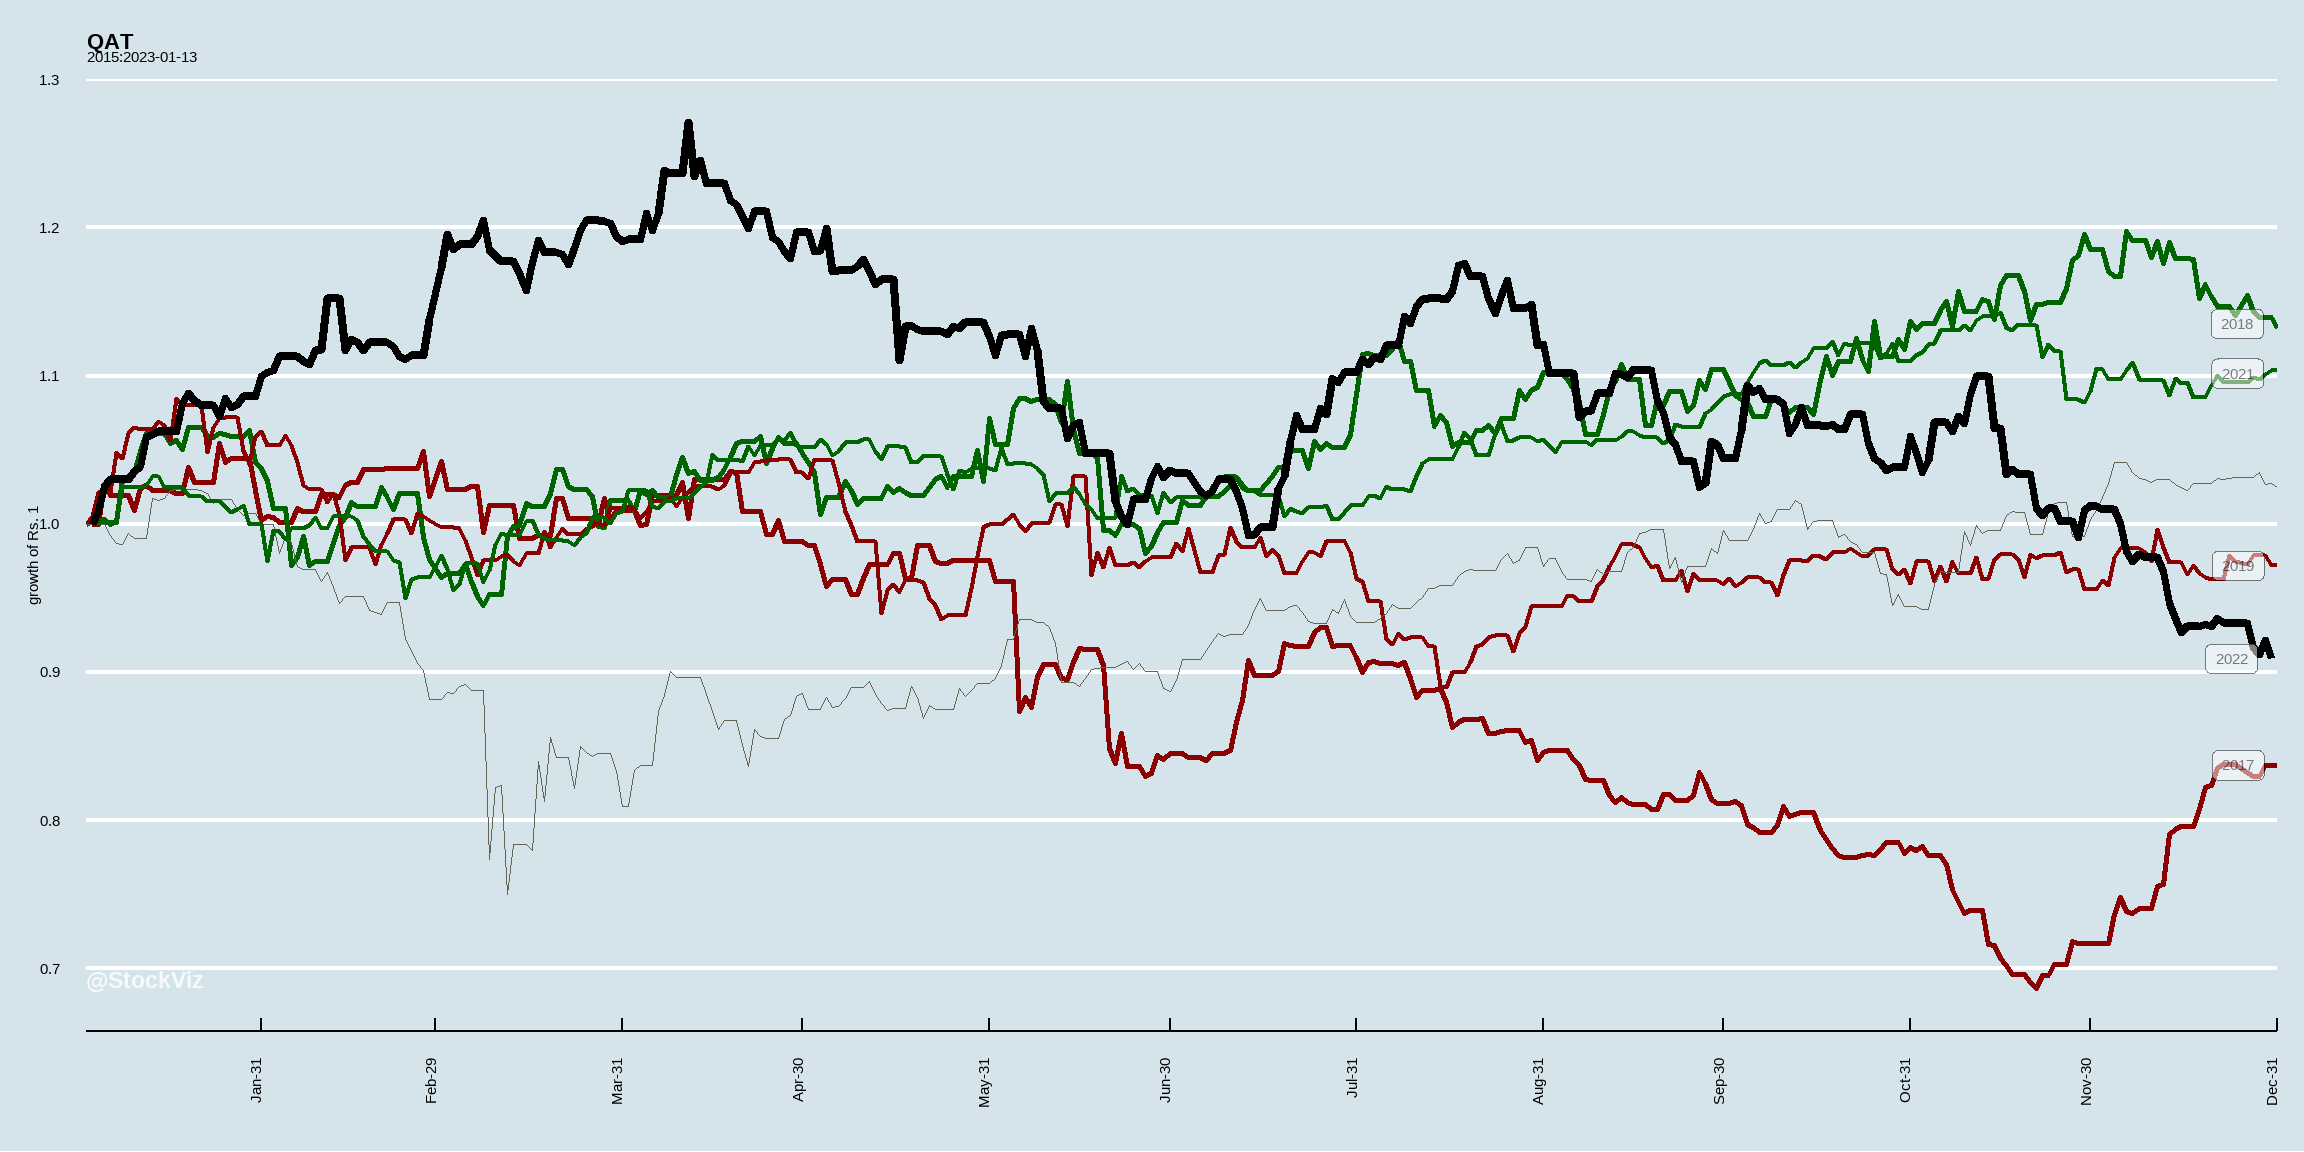 QAT
2015:2023-01-13
1.3
1.2
1.1
1.0
0.9
0.8
0.7
growth of Rs. 1
2018
2021
2019
2022
2017
@StockViz
Jan-31
Feb-29
Mar-31
Apr-30
May-31
Jun-30
Jul-31
Aug-31
Sep-30
Oct-31
Nov-30
Dec-31